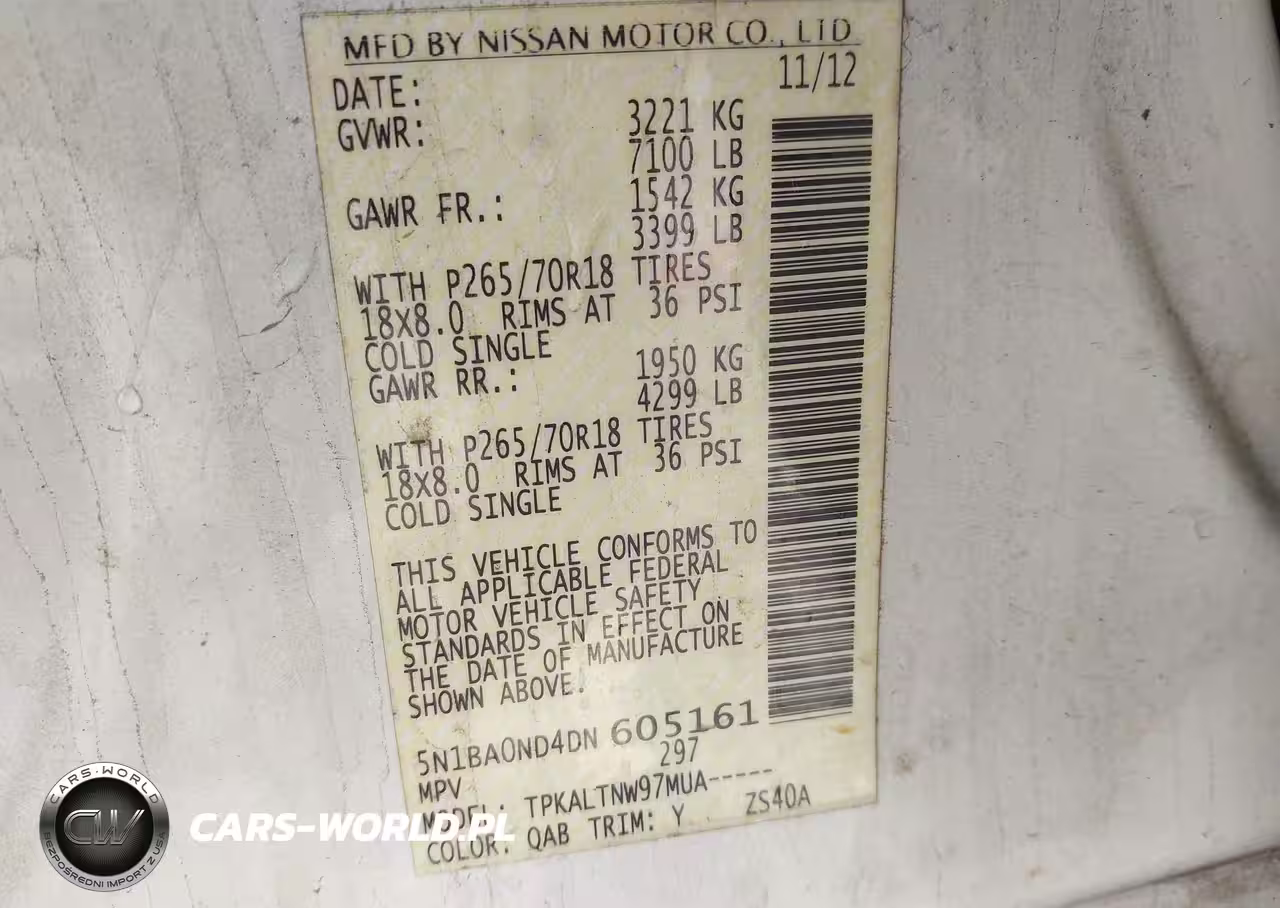 MFD BY NISSAN MOTOR CO., LTD
DATE: 11/12
GVWR: 3221 KG
7100 LB
GAWR FR.: 1542 KG
3399 LB
WITH P265/70R18 TIRES
18X8.0 RIMS AT 36 PSI
COLD SINGLE
GAWR RR.: 1950 KG
4299 LB
WITH P265/70R18 TIRES
18X8.0 RIMS AT 36 PSI
COLD SINGLE
THIS VEHICLE CONFORMS TO
ALL APPLICABLE FEDERAL
MOTOR VEHICLE SAFETY
STANDARDS IN EFFECT ON
THE DATE OF MANUFACTURE
SHOWN ABOVE.
5N1BA0ND4DN 605161
MPV 297
MODEL: TPKALTNW97MUA-----
COLOR: QAB TRIM: Y ZS40A
CARS-WORLD
CW
BEZPOŚREDNI IMPORT Z USA
CARS-WORLD.PL